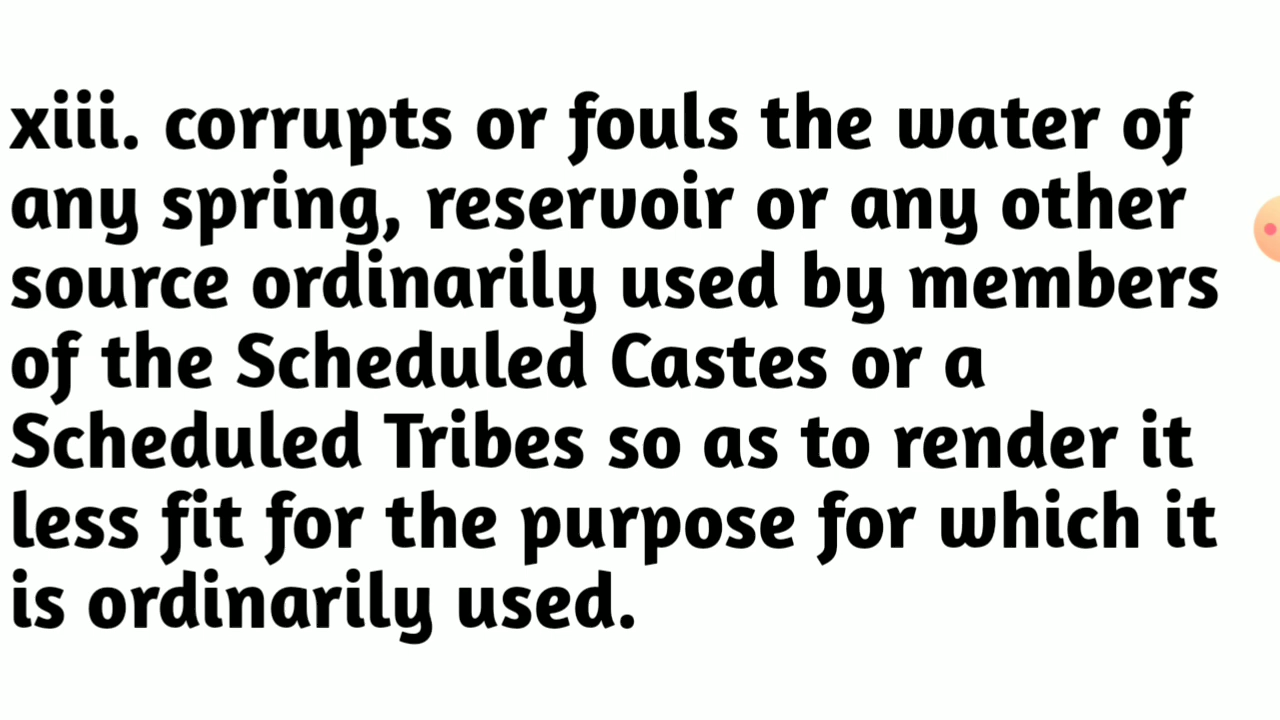 xiii. corrupts or fouls the water of
any spring, reservoir or any other
source ordinarily used by members
of the Scheduled Castes or a
Scheduled Tribes so as to render it
less fit for the purpose for which it
is ordinarily used.